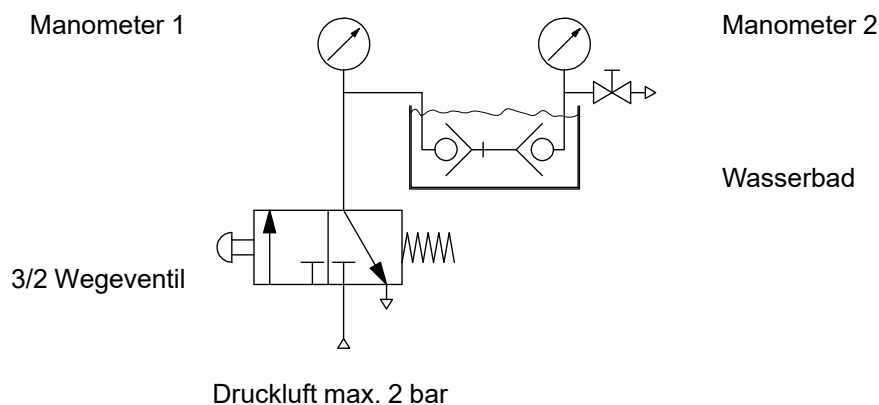 Manometer 1
Manometer 2
Wasserbad
3/2 Wegeventil
Druckluft max. 2 bar